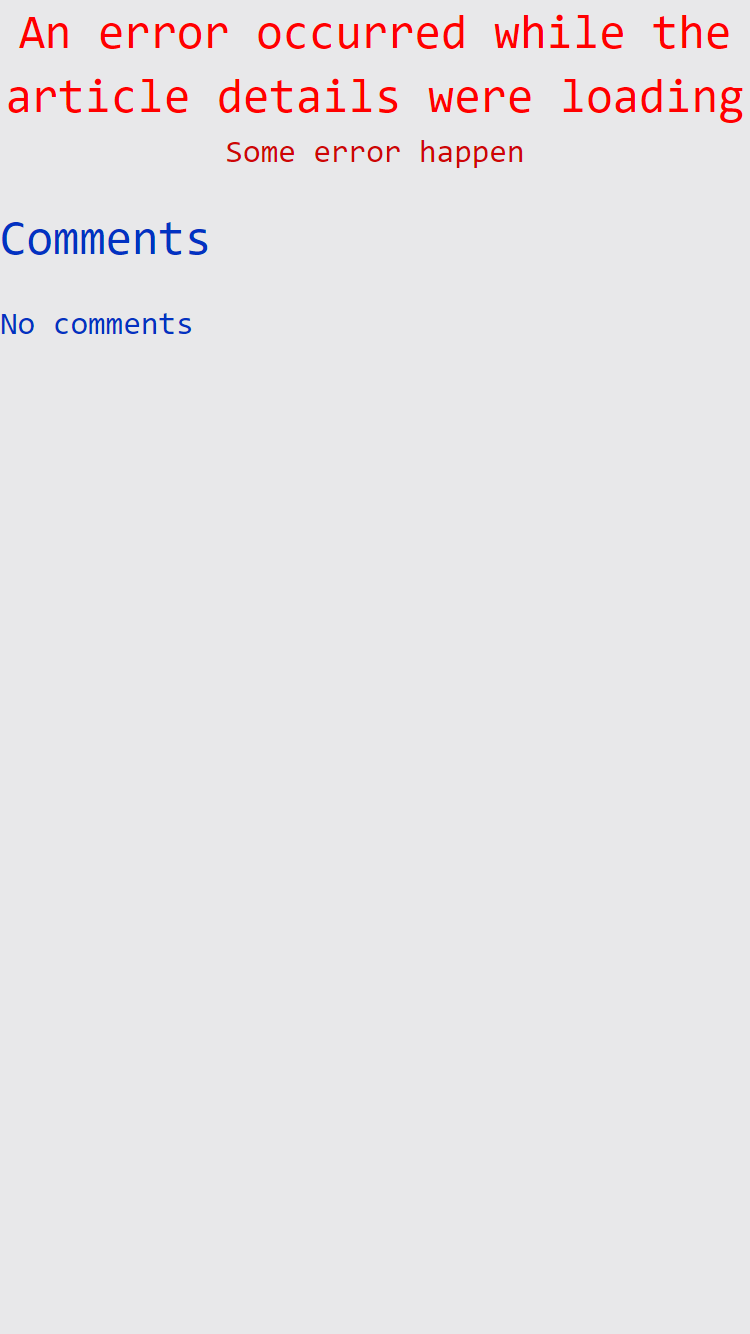 An error occurred while the
article details were loading
Some error happen
Comments
No comments